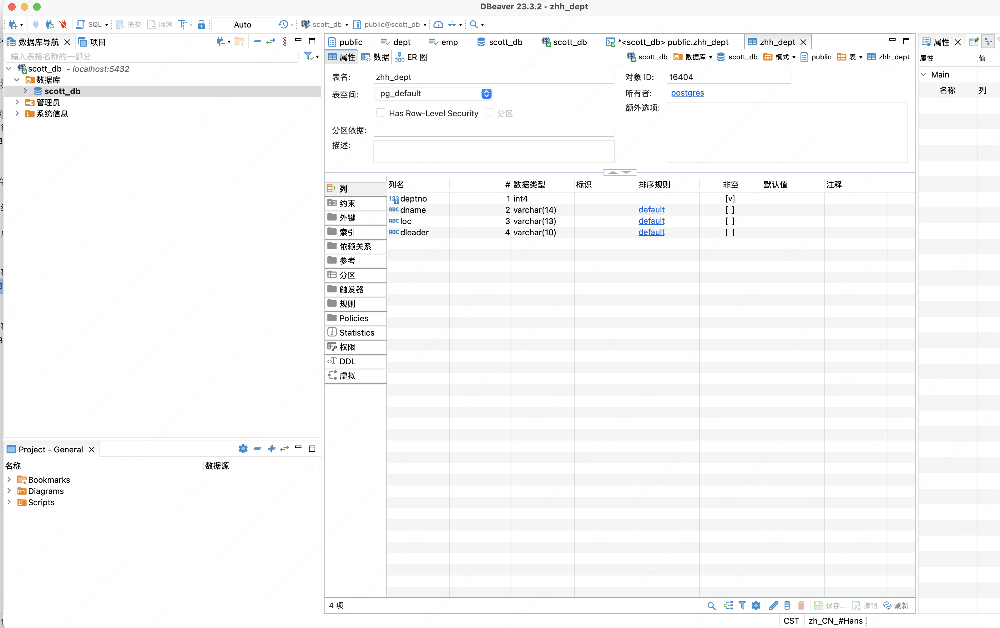 DBeaver 23.3.2 - zhh_dept
SQL 提交 回滚 Auto scott_db public@scott_db
数据库导航 项目
输入表格名称的一部分
scott_db - localhost:5432
数据库
scott_db
管理员
系统信息
Project - General
名称 数据源
Bookmarks
Diagrams
Scripts
public dept emp scott_db scott_db *<scott_db> public.zhh_dept zhh_dept
属性 数据 ER 图 scott_db 数据库 scott_db 模式 public 表 zhh_dept
表名: zhh_dept 对象 ID: 16404
表空间: pg_default 所有者: postgres
Has Row-Level Security 分区 额外选项:
分区依据:
描述:
列
约束
外键
索引
依赖关系
参考
分区
触发器
规则
Policies
Statistics
权限
DDL
虚拟
列名 # 数据类型 标识 排序规则 非空 默认值 注释
deptno 1 int4 [v]
dname 2 varchar(14) default [ ]
loc 3 varchar(13) default [ ]
dleader 4 varchar(10) default [ ]
4 项 保存... 撤销 刷新
属性
属性 值
Main
名称 列
CST zh_CN_#Hans